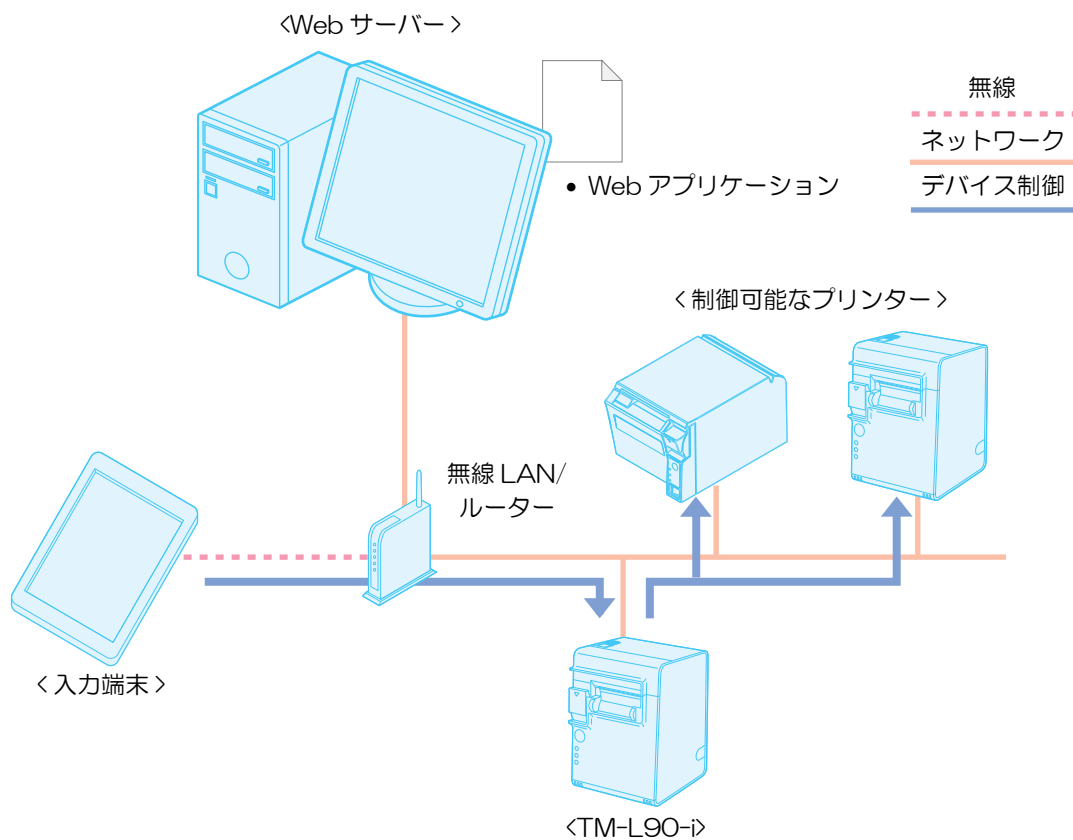 <Web サーバー>
無線
ネットワーク
デバイス制御
• Web アプリケーション
<制御可能なプリンター>
無線 LAN/
ルーター
<入力端末>
<TM-L90-i>